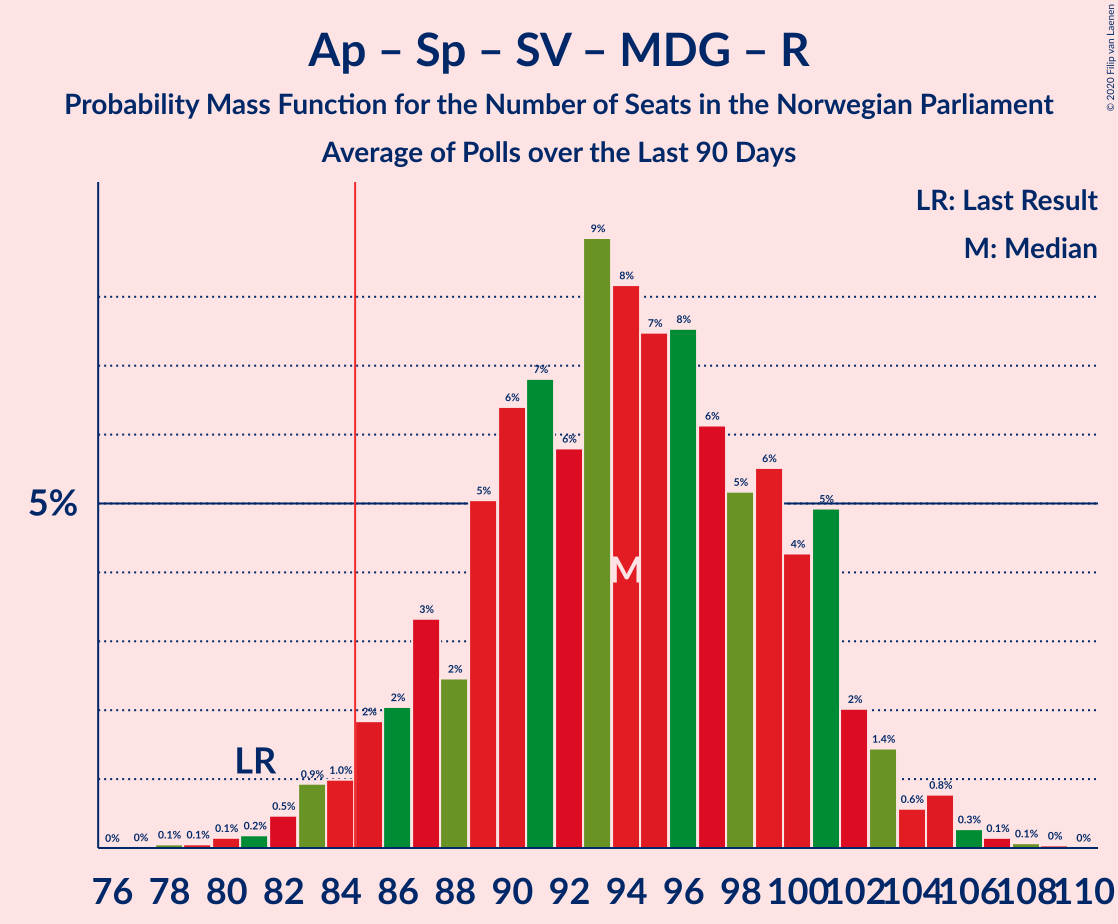 Ap – Sp – SV – MDG – R
Probability Mass Function for the Number of Seats in the Norwegian Parliament
Average of Polls over the Last 90 Days
© 2020 Filip van Laenen
LR: Last Result
M: Median
5%
LR
M
0% 0% 0.1% 0.1% 0.1% 0.2% 0.5% 0.9% 1.0% 2% 2% 3% 2% 5% 6% 7% 6% 9% 8% 7% 8% 6% 5% 6% 4% 5% 2% 1.4% 0.6% 0.8% 0.3% 0.1% 0.1% 0% 0%
76 78 80 82 84 86 88 90 92 94 96 98 100 102 104 106 108 110